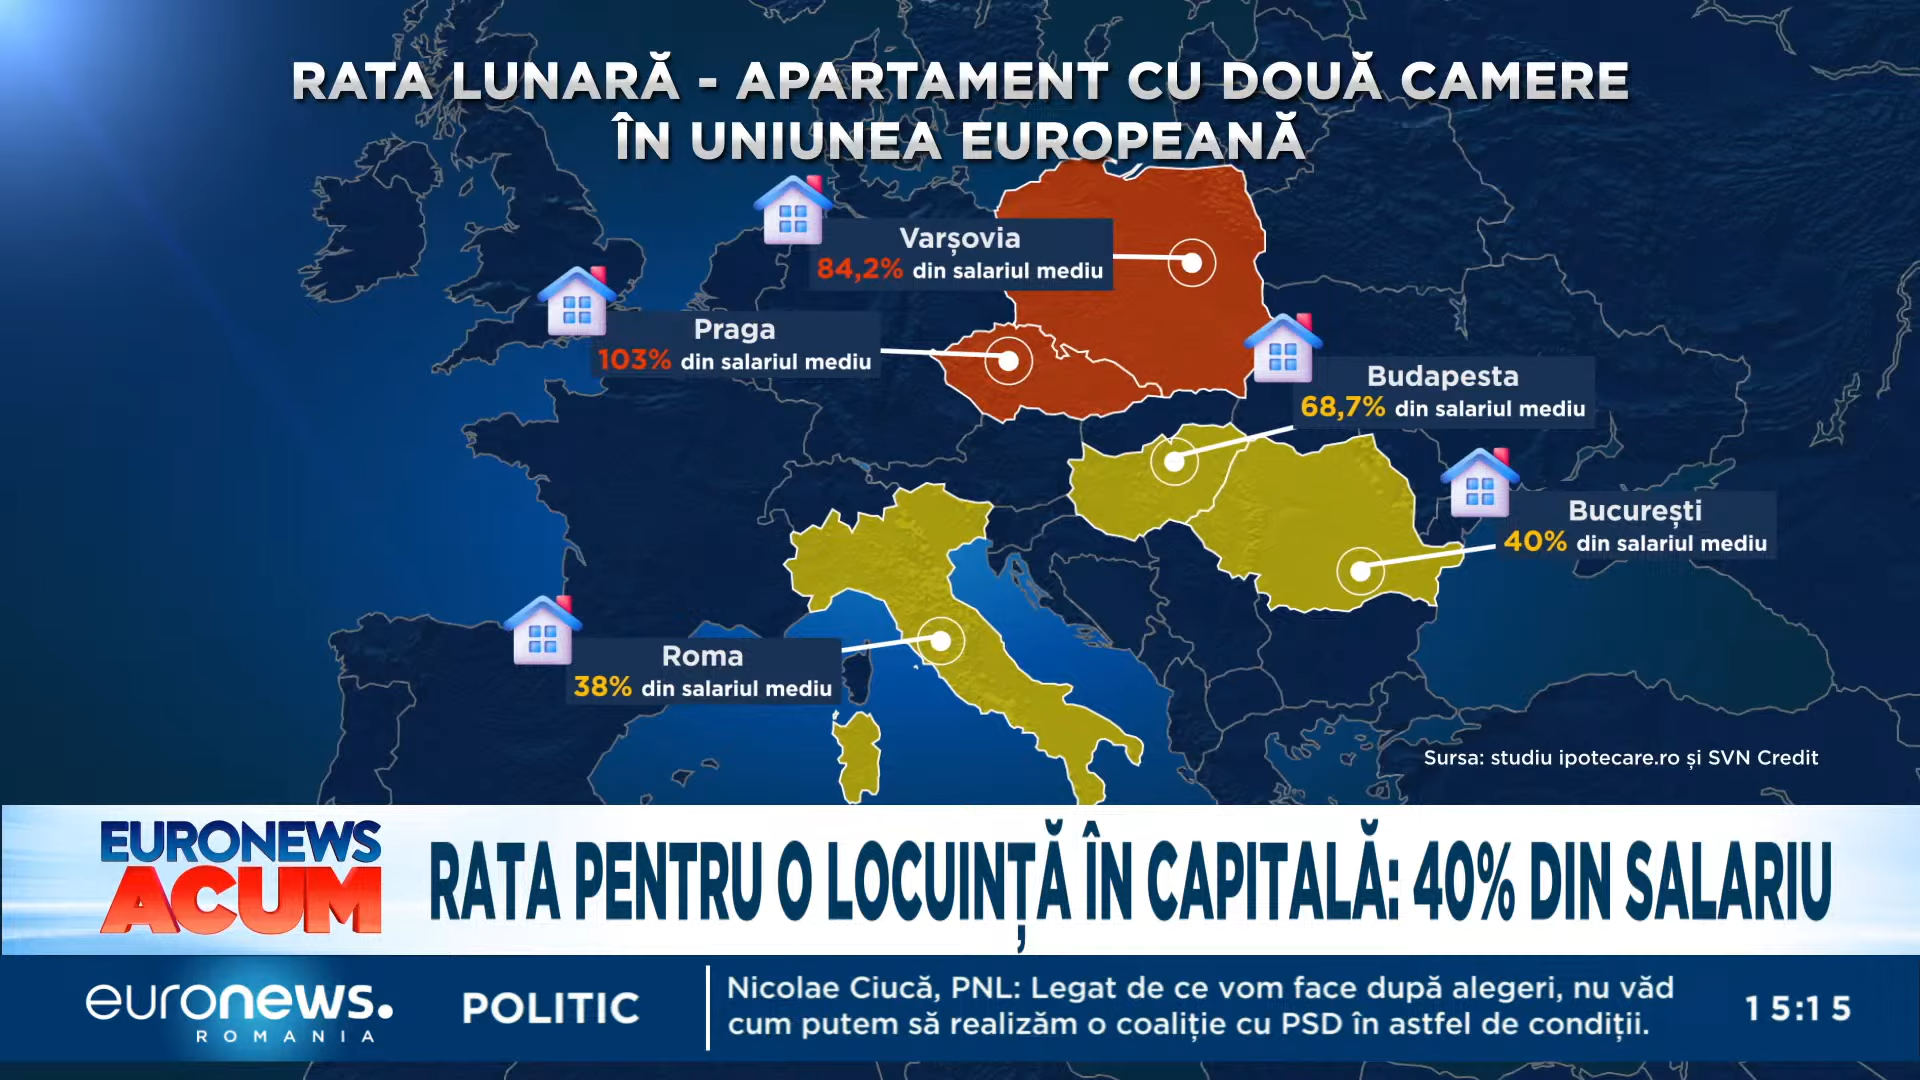 RATA LUNARĂ - APARTAMENT CU DOUĂ CAMERE
ÎN UNIUNEA EUROPEANĂ
Varșovia
84,2% din salariul mediu
Praga
103% din salariul mediu
Budapesta
68,7% din salariul mediu
București
40% din salariul mediu
Roma
38% din salariul mediu
Sursa: studiu ipotecare.ro și SVN Credit
EURONEWS
ACUM
RATA PENTRU O LOCUINȚĂ ÎN CAPITALĂ: 40% DIN SALARIU
euronews.
ROMANIA
POLITIC
Nicolae Ciucă, PNL: Legat de ce vom face după alegeri, nu văd
cum putem să realizăm o coaliție cu PSD în astfel de condiții.
15:15